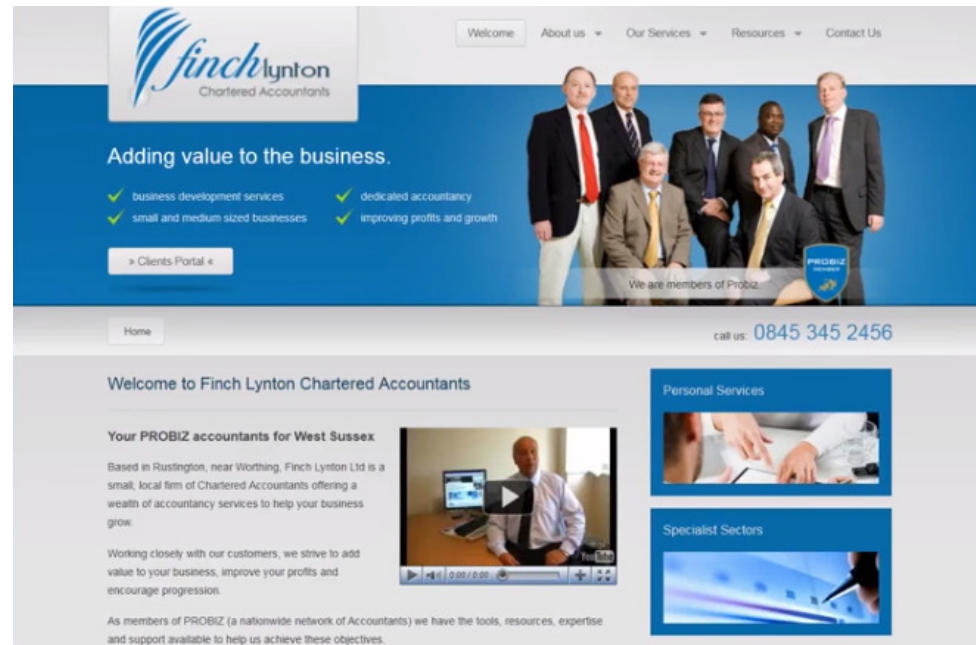 finchlynton
Chartered Accountants
Welcome
About us
Our Services
Resources
Contact Us
Adding value to the business.
business development services
dedicated accountancy
small and medium sized businesses
improving profits and growth
» Clients Portal «
We are members of Probiz.
PROBIZ
MEMBER
Home
call us: 0845 345 2456
Welcome to Finch Lynton Chartered Accountants
Your PROBIZ accountants for West Sussex
Based in Rustington, near Worthing, Finch Lynton Ltd is a
small, local firm of Chartered Accountants offering a
wealth of accountancy services to help your business
grow.
Working closely with our customers, we strive to add
value to your business, improve your profits and
encourage progression.
As members of PROBIZ (a nationwide network of Accountants) we have the tools, resources, expertise
and support available to help us achieve these objectives.
YouTube
0:00 / 0:00
Personal Services
Specialist Sectors